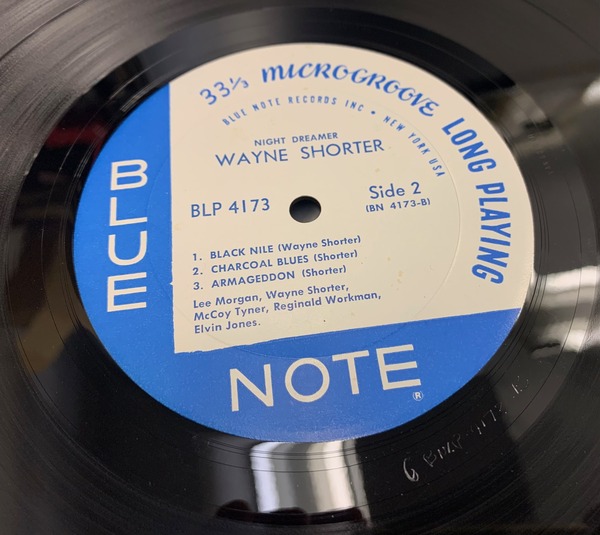 33⅓ MICROGROOVE LONG PLAYING
BLUE NOTE RECORDS INC • NEW YORK USA
NIGHT DREAMER
WAYNE SHORTER
BLP 4173
Side 2
(BN 4173-B)
1. BLACK NILE (Wayne Shorter)
2. CHARCOAL BLUES (Shorter)
3. ARMAGEDDON (Shorter)
Lee Morgan, Wayne Shorter,
McCoy Tyner, Reginald Workman,
Elvin Jones.
BLUE
NOTE
®